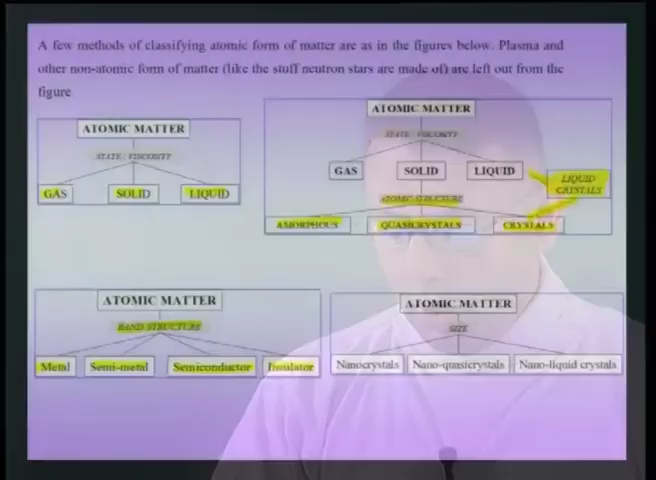 A few methods of classifying atomic form of matter are as in the figures below. Plasma and
other non-atomic form of matter (like the stuff neutron stars are made of) are left out from the
figure
ATOMIC MATTER
STATE / VISCOSITY
GAS SOLID LIQUID
ATOMIC MATTER
STATE / VISCOSITY
GAS SOLID LIQUID
LIQUID
CRYSTALS
ATOMIC STRUCTURE
AMORPHOUS QUASICRYSTALS CRYSTALS
ATOMIC MATTER
BAND STRUCTURE
Metal Semi-metal Semiconductor Insulator
ATOMIC MATTER
SIZE
Nanocrystals Nano-quasicrystals Nano-liquid crystals